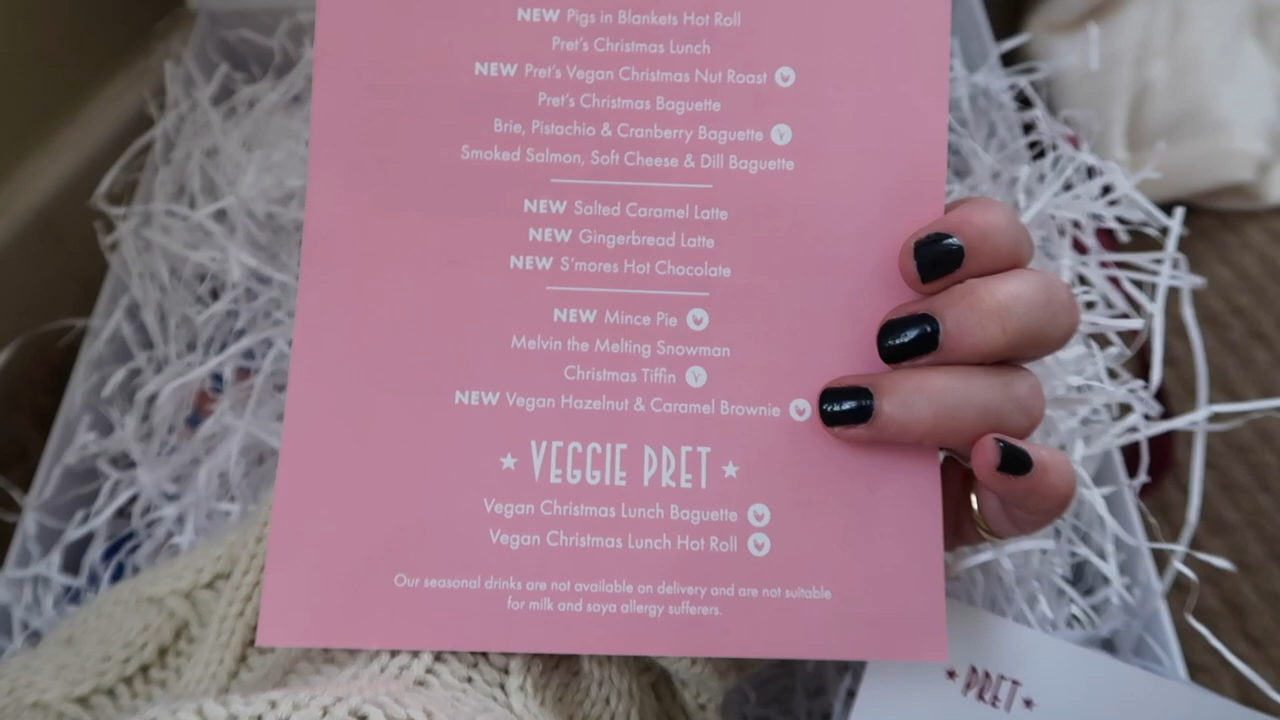 NEW Pigs in Blankets Hot Roll
Pret's Christmas Lunch
NEW Pret's Vegan Christmas Nut Roast
Pret's Christmas Baguette
Brie, Pistachio & Cranberry Baguette V
Smoked Salmon, Soft Cheese & Dill Baguette
NEW Salted Caramel Latte
NEW Gingerbread Latte
NEW S'mores Hot Chocolate
NEW Mince Pie
Melvin the Melting Snowman
Christmas Tiffin V
NEW Vegan Hazelnut & Caramel Brownie
VEGGIE PRET
Vegan Christmas Lunch Baguette
Vegan Christmas Lunch Hot Roll
Our seasonal drinks are not available on delivery and are not suitable
for milk and soya allergy sufferers.
PRET